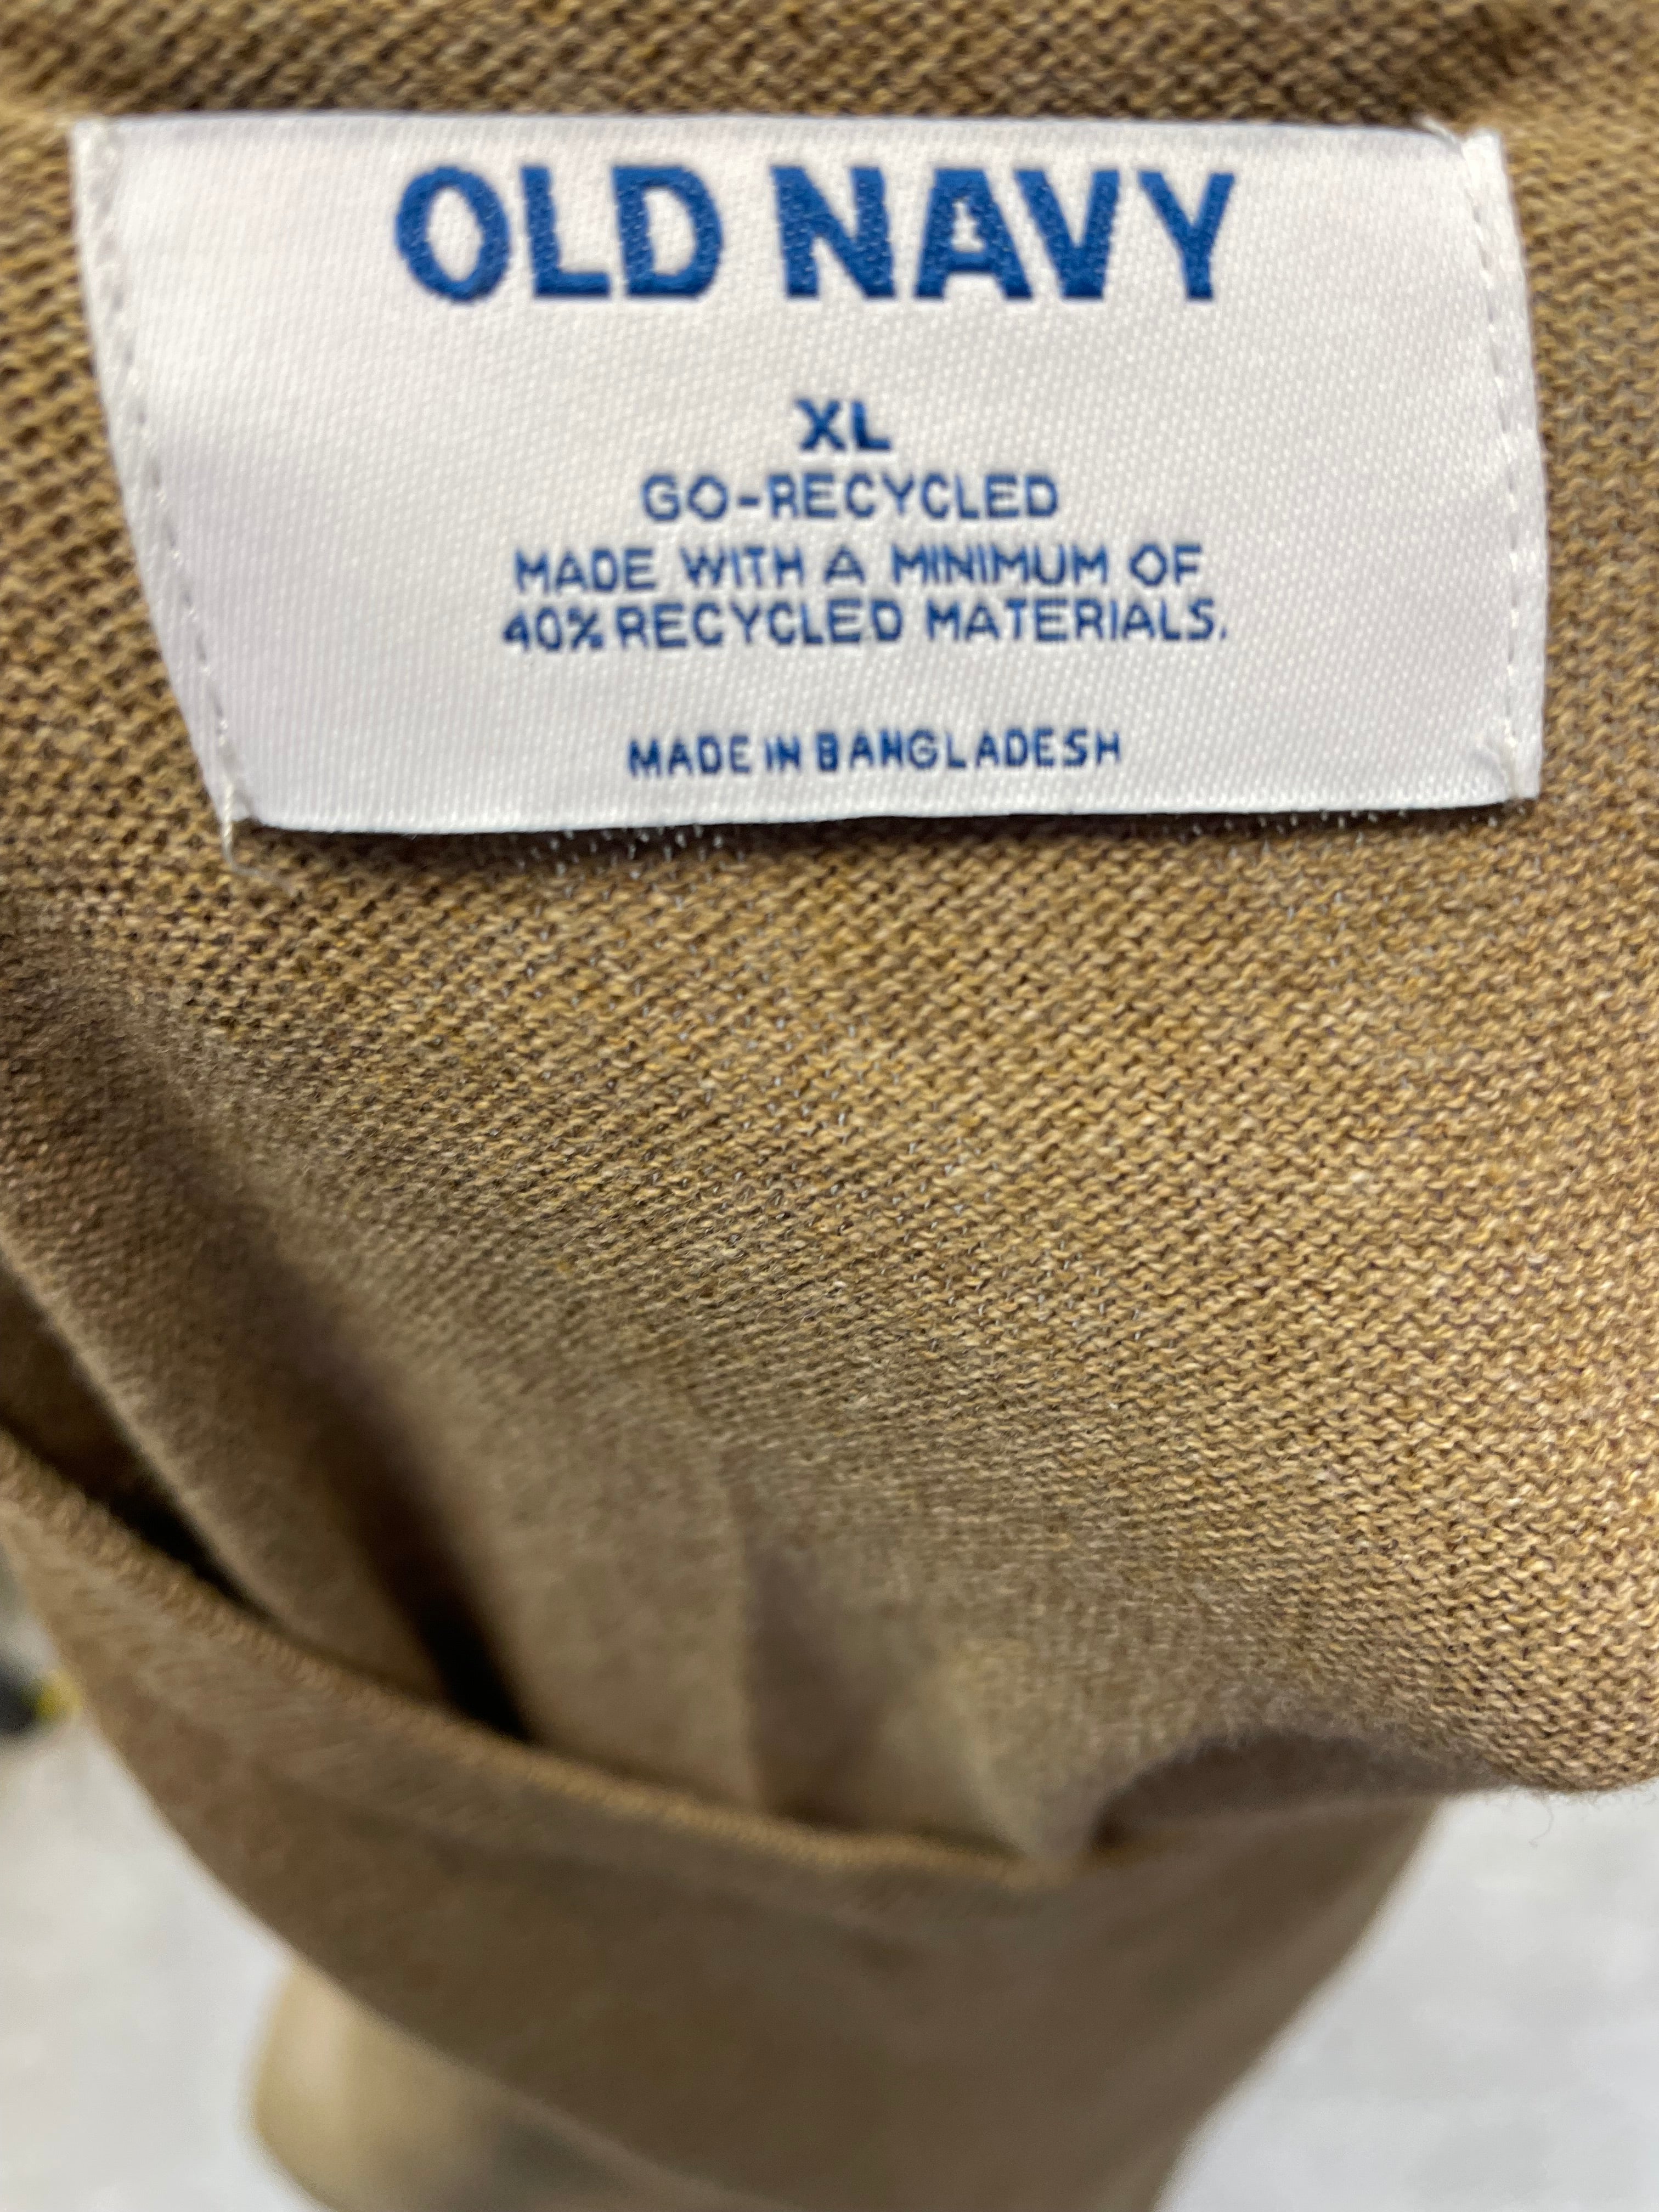 OLD NAVY
XL
GO-RECYCLED
MADE WITH A MINIMUM OF
40% RECYCLED MATERIALS.
MADE IN BANGLADESH